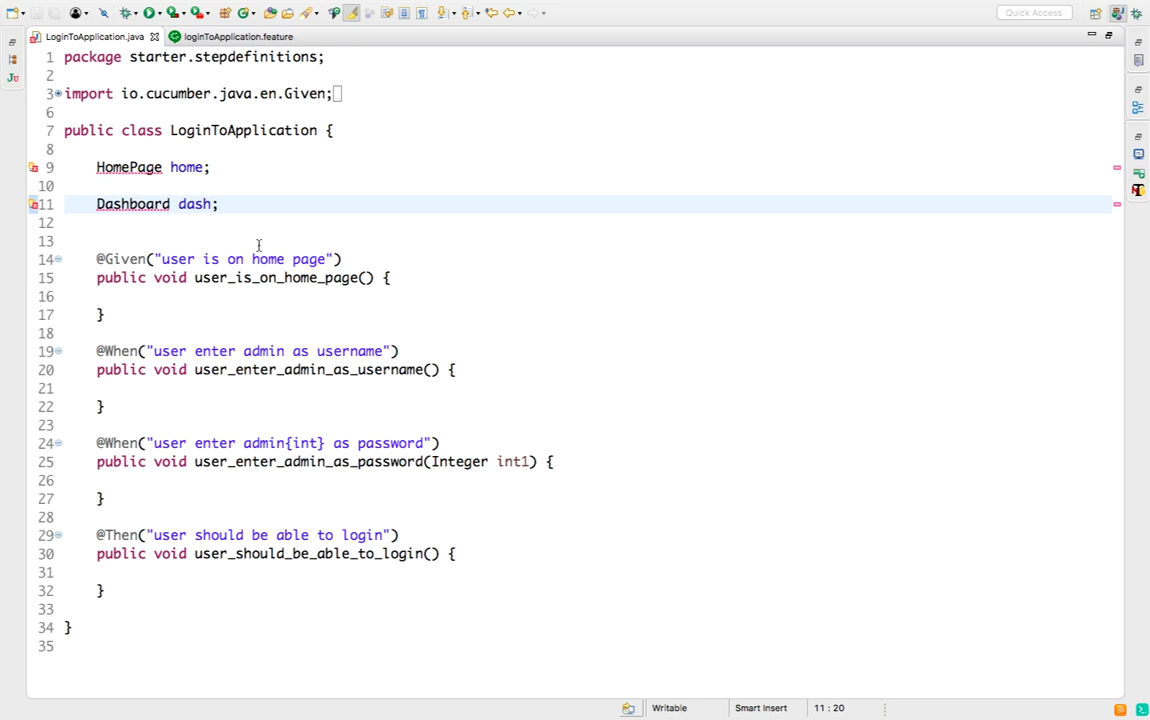 Quick Access
LoginToApplication.java
loginToApplication.feature
1 package starter.stepdefinitions;
2
3 import io.cucumber.java.en.Given;
6
7 public class LoginToApplication {
8
9 HomePage home;
10
11 Dashboard dash;
12
13
14 @Given("user is on home page")
15 public void user_is_on_home_page() {
16
17 }
18
19 @When("user enter admin as username")
20 public void user_enter_admin_as_username() {
21
22 }
23
24 @When("user enter admin{int} as password")
25 public void user_enter_admin_as_password(Integer int1) {
26
27 }
28
29 @Then("user should be able to login")
30 public void user_should_be_able_to_login() {
31
32 }
33
34 }
35
Writable
Smart Insert
11 : 20